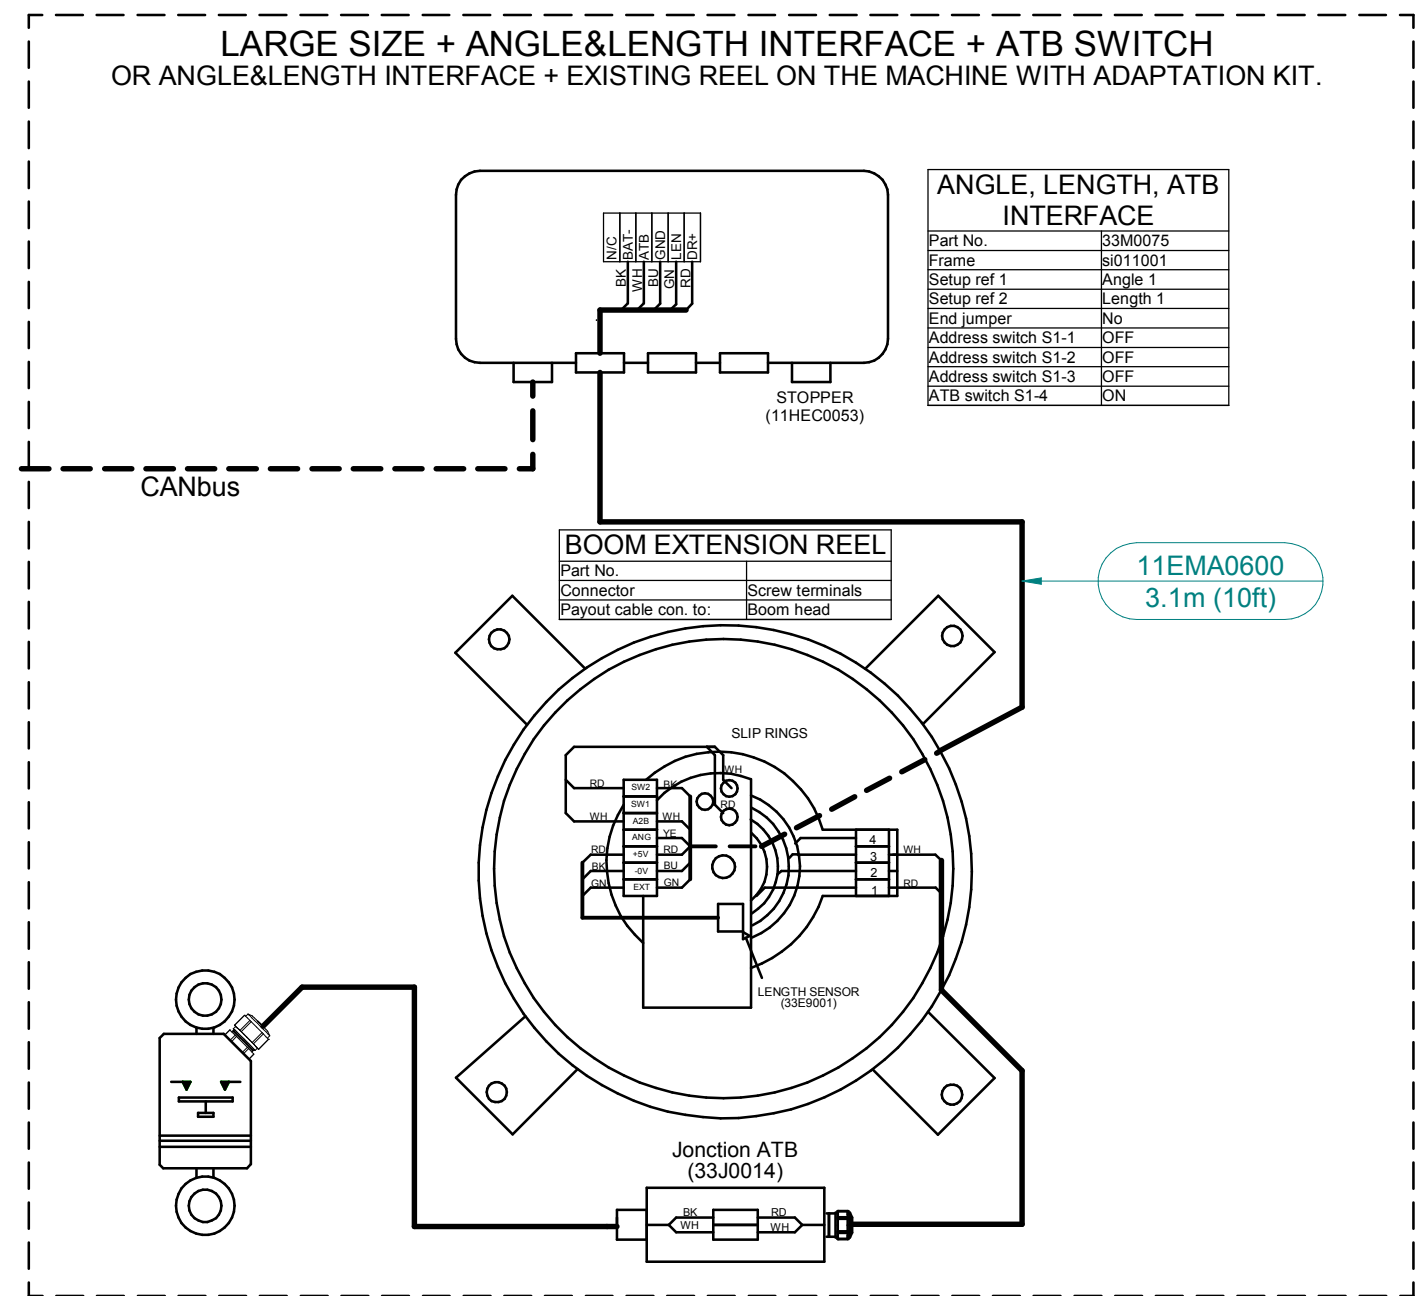 LARGE SIZE + ANGLE&LENGTH INTERFACE + ATB SWITCH
OR ANGLE&LENGTH INTERFACE + EXISTING REEL ON THE MACHINE WITH ADAPTATION KIT.
N/C
BAT-
ATB
GND
LEN
DR+
BK
WH
BU
GN
RD
ANGLE, LENGTH, ATB
INTERFACE
Part No. 33M0075
Frame si011001
Setup ref 1 Angle 1
Setup ref 2 Length 1
End jumper No
Address switch S1-1 OFF
Address switch S1-2 OFF
Address switch S1-3 OFF
ATB switch S1-4 ON
STOPPER
(11HEC0053)
CANbus
BOOM EXTENSION REEL
Part No.
Connector Screw terminals
Payout cable con. to: Boom head
11EMA0600
3.1m (10ft)
SLIP RINGS
WH
RD
RD SW2 BK
SW1
WH A2B WH
ANG YE
RD +5V RD
BK -0V BU
GN EXT GN
4
3 WH
2
1 RD
LENGTH SENSOR
(33E9001)
Jonction ATB
(33J0014)
BK RD
WH WH